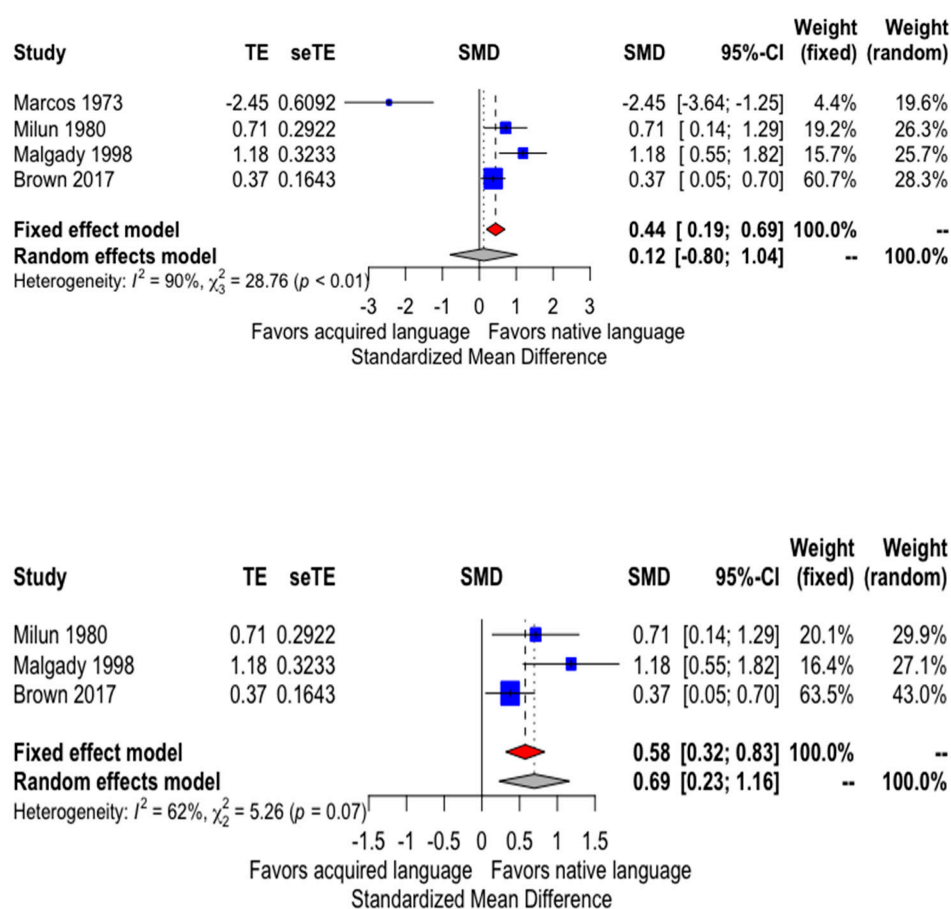 Weight Weight
Study TE seTE SMD SMD 95%-CI (fixed) (random)
Marcos 1973 -2.45 0.6092 -2.45 [-3.64; -1.25] 4.4% 19.6%
Milun 1980 0.71 0.2922 0.71 [ 0.14; 1.29] 19.2% 26.3%
Malgady 1998 1.18 0.3233 1.18 [ 0.55; 1.82] 15.7% 25.7%
Brown 2017 0.37 0.1643 0.37 [ 0.05; 0.70] 60.7% 28.3%
Fixed effect model 0.44 [ 0.19; 0.69] 100.0% --
Random effects model 0.12 [-0.80; 1.04] -- 100.0%
Heterogeneity: I² = 90%, χ²₃ = 28.76 (p < 0.01)
-3 -2 -1 0 1 2 3
Favors acquired language Favors native language
Standardized Mean Difference
Weight Weight
Study TE seTE SMD SMD 95%-CI (fixed) (random)
Milun 1980 0.71 0.2922 0.71 [0.14; 1.29] 20.1% 29.9%
Malgady 1998 1.18 0.3233 1.18 [0.55; 1.82] 16.4% 27.1%
Brown 2017 0.37 0.1643 0.37 [0.05; 0.70] 63.5% 43.0%
Fixed effect model 0.58 [0.32; 0.83] 100.0% --
Random effects model 0.69 [0.23; 1.16] -- 100.0%
Heterogeneity: I² = 62%, χ²₂ = 5.26 (p = 0.07)
-1.5 -1 -0.5 0 0.5 1 1.5
Favors acquired language Favors native language
Standardized Mean Difference